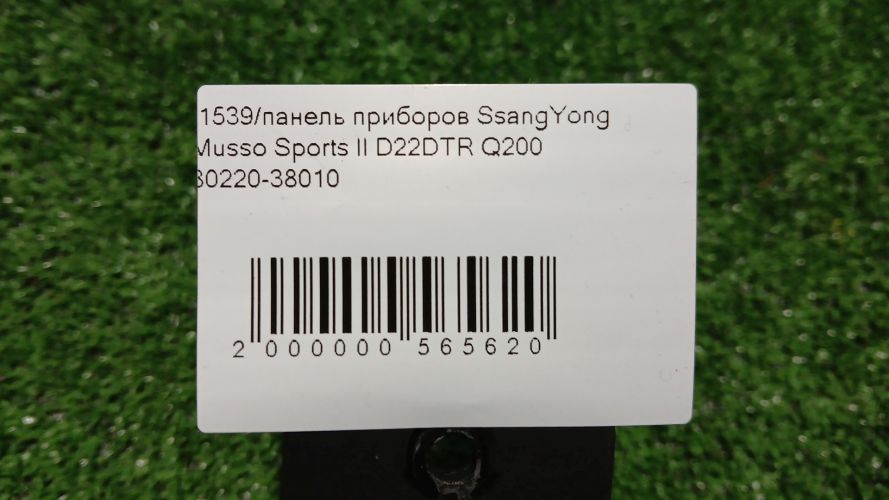 1539/панель приборов SsangYong
Musso Sports II D22DTR Q200
80220-38010
2 000000 565620